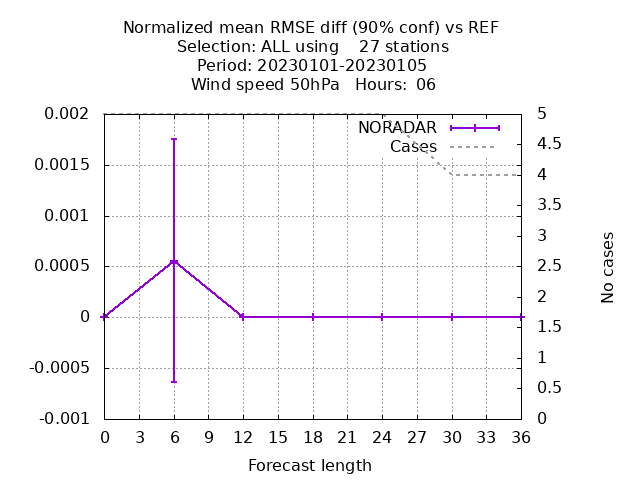 Normalized mean RMSE diff (90% conf) vs REF
Selection: ALL using    27 stations
Period: 20230101-20230105
Wind speed 50hPa   Hours:  06
NORADAR
Cases
0.002
0.0015
0.001
0.0005
0
-0.0005
-0.001
5
4.5
4
3.5
3
2.5
2
1.5
1
0.5
0
No cases
0 3 6 9 12 15 18 21 24 27 30 33 36
Forecast length